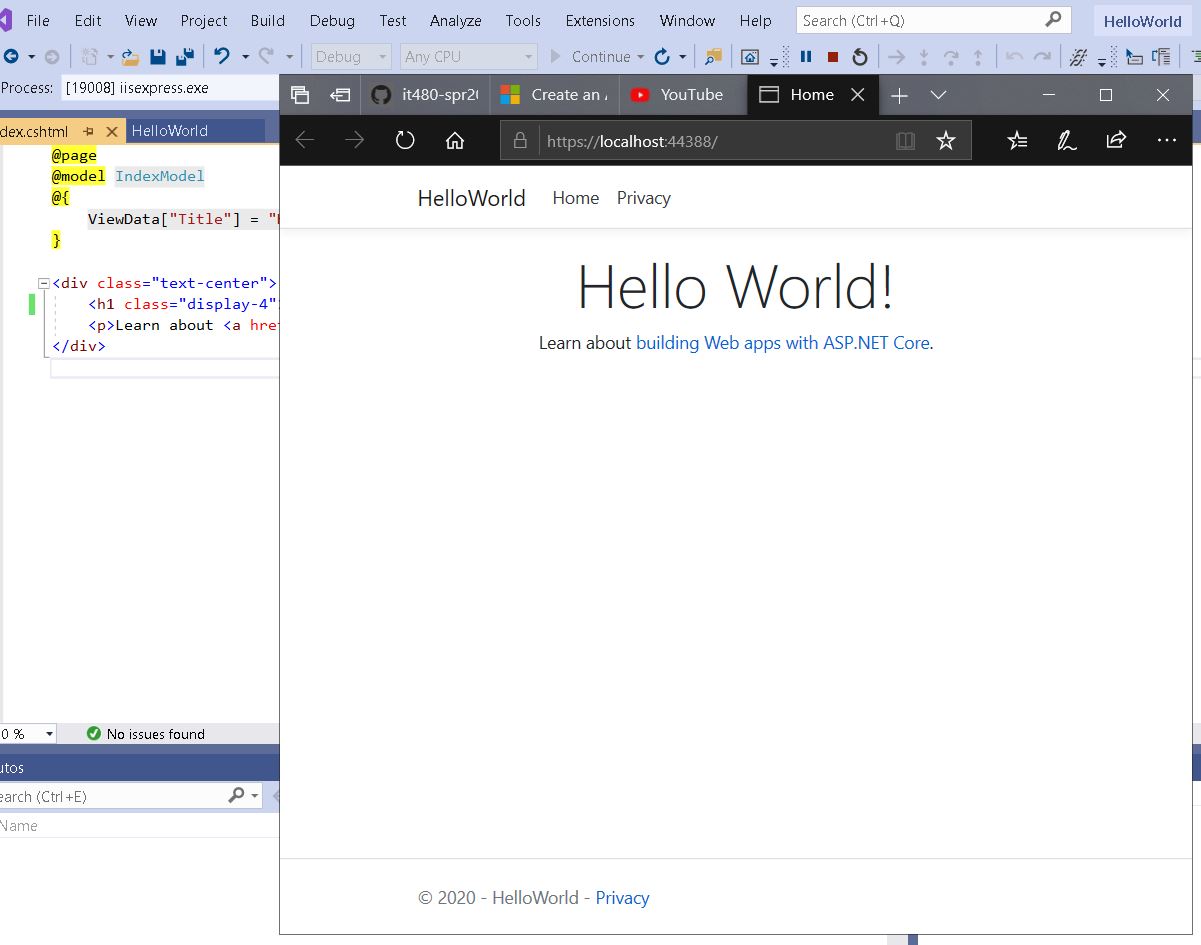 File Edit View Project Build Debug Test Analyze Tools Extensions Window Help Search (Ctrl+Q) HelloWorld
Debug Any CPU Continue
Process: [19008] iisexpress.exe
it480-spr2 Create an YouTube Home
https://localhost:44388/
dex.cshtml HelloWorld
@page
@model IndexModel
@{
ViewData["Title"] = "
}
<div class="text-center">
<h1 class="display-4"
<p>Learn about <a hre
</div>
HelloWorld Home Privacy
Hello World!
Learn about building Web apps with ASP.NET Core.
0 % No issues found
utos
earch (Ctrl+E)
Name
© 2020 - HelloWorld - Privacy